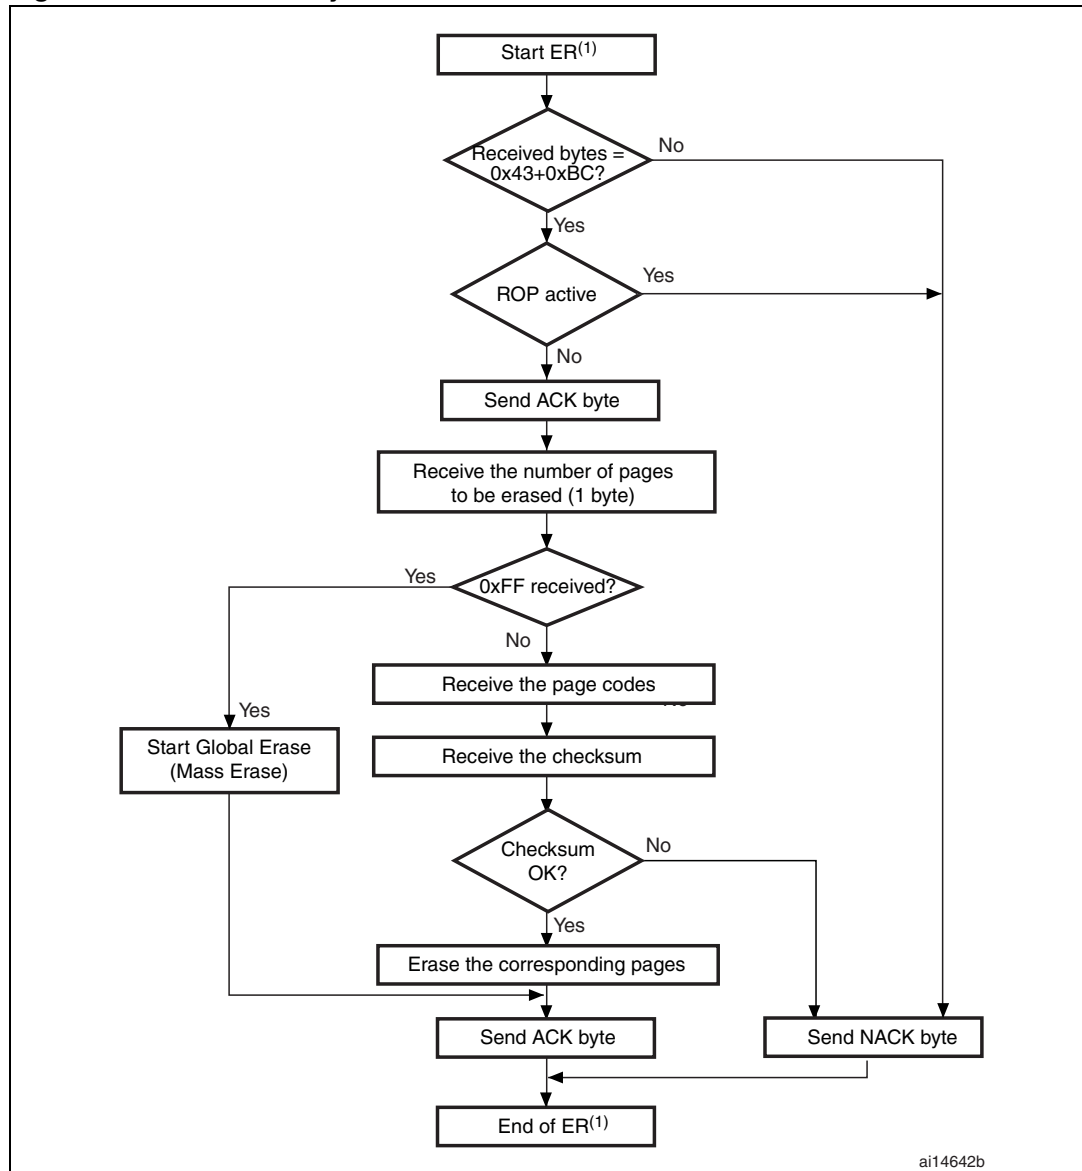 Start ER(1)
Received bytes =
0x43+0xBC?
No
Yes
ROP active
Yes
No
Send ACK byte
Receive the number of pages
to be erased (1 byte)
0xFF received?
Yes
No
Receive the page codes
Yes
Start Global Erase
(Mass Erase)
Receive the checksum
Checksum
OK?
No
Yes
Erase the corresponding pages
Send ACK byte
Send NACK byte
End of ER(1)
ai14642b